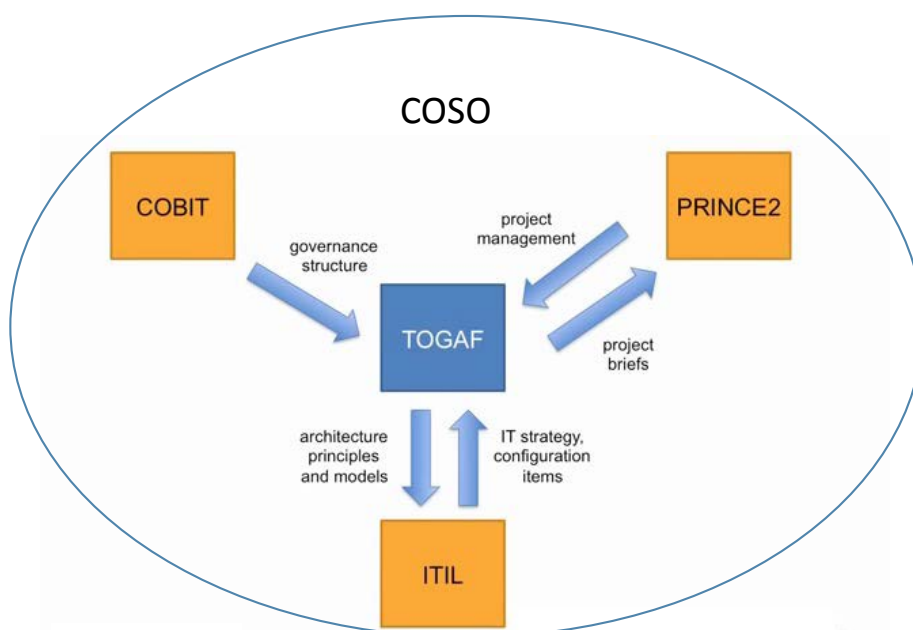 COSO
COBIT
PRINCE2
project
management
governance
structure
TOGAF
project
briefs
architecture
principles
and models
IT strategy,
configuration
items
ITIL